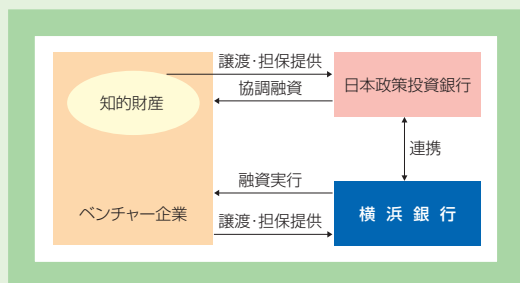 譲渡・担保提供
知的財産
日本政策投資銀行
協調融資
連携
融資実行
ベンチャー企業
横浜銀行
譲渡・担保提供